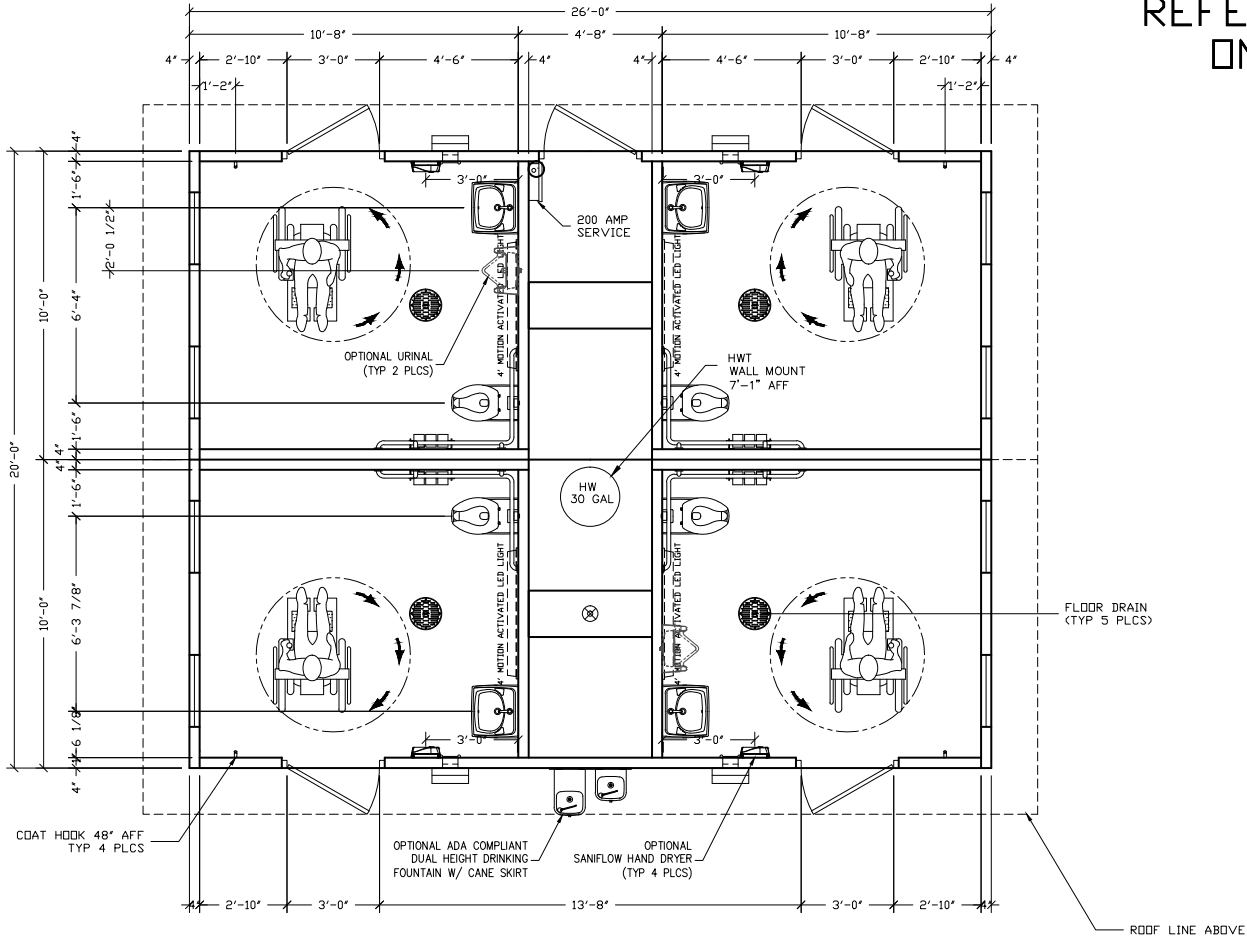 REFE
ON
26'-0"
10'-8"
4'-8"
10'-8"
4"
2'-10"
3'-0"
4'-6"
4"
4"
4'-6"
3'-0"
2'-10"
4"
1'-2"
1'-2"
4"
1'-6"
2'-0 1/2"
6'-4"
10'-0"
20'-0"
1'-6"
4"
4"
1'-6"
6'-3 7/8"
10'-0"
4"
3'-0"
3'-0"
200 AMP
SERVICE
4' MOTION ACTIVATED LED LIGHT
4' MOTION ACTIVATED LED LIGHT
OPTIONAL URINAL
(TYP 2 PLCS)
HWT
WALL MOUNT
7'-1" AFF
HW
30 GAL
4' MOTION ACTIVATED LED LIGHT
4' MOTION ACTIVATED LED LIGHT
FLOOR DRAIN
(TYP 5 PLCS)
3'-0"
3'-0"
COAT HOOK 48" AFF
TYP 4 PLCS
OPTIONAL ADA COMPLIANT
DUAL HEIGHT DRINKING
FOUNTAIN W/ CANE SKIRT
OPTIONAL
SANIFLOW HAND DRYER
(TYP 4 PLCS)
4"
2'-10"
3'-0"
13'-8"
3'-0"
2'-10"
4"
ROOF LINE ABOVE